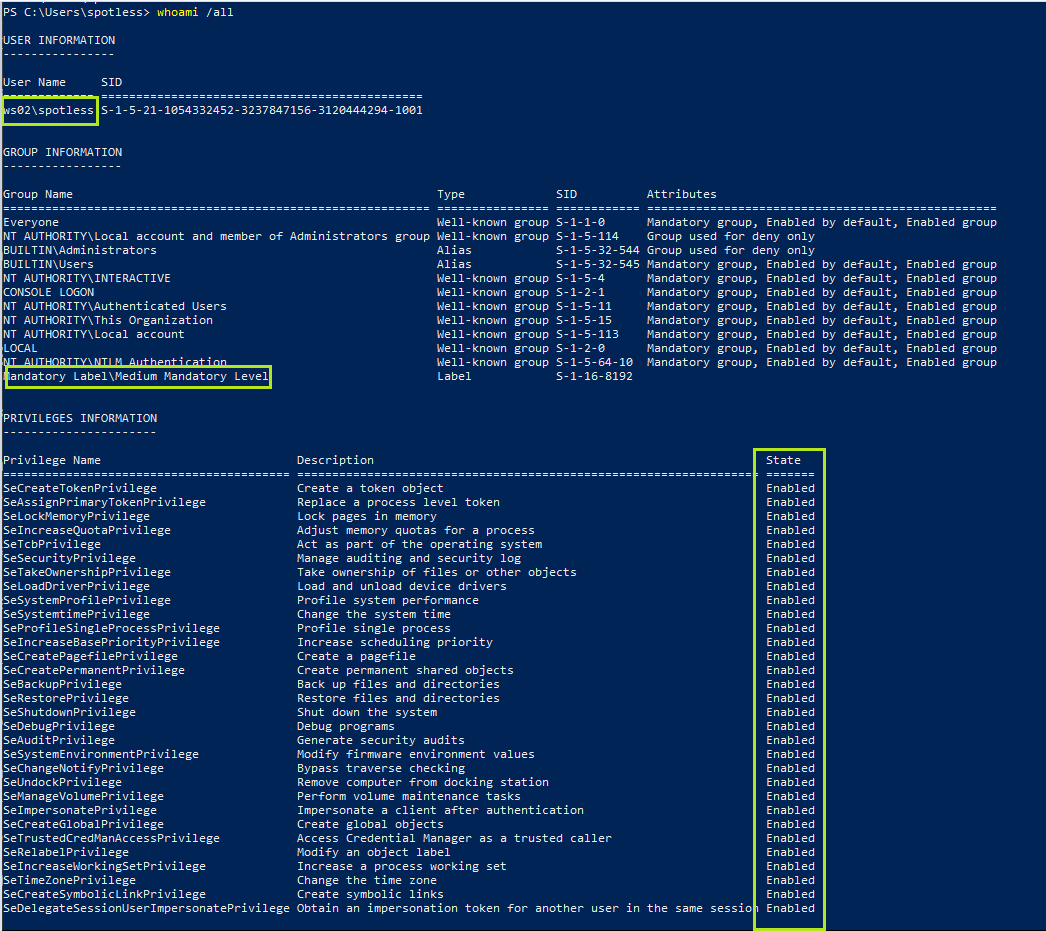 PS C:\Users\spotless> whoami /all
USER INFORMATION
----------------
User Name     SID
============= ==============================================
ws02\spotless S-1-5-21-1054332452-3237847156-3120444294-1001
GROUP INFORMATION
-----------------
Group Name                                                    Type             SID          Attributes
============================================================= ================ ============ ==================================================
Everyone                                                      Well-known group S-1-1-0      Mandatory group, Enabled by default, Enabled group
NT AUTHORITY\Local account and member of Administrators group Well-known group S-1-5-114    Group used for deny only
BUILTIN\Administrators                                        Alias            S-1-5-32-544 Group used for deny only
BUILTIN\Users                                                 Alias            S-1-5-32-545 Mandatory group, Enabled by default, Enabled group
NT AUTHORITY\INTERACTIVE                                      Well-known group S-1-5-4      Mandatory group, Enabled by default, Enabled group
CONSOLE LOGON                                                 Well-known group S-1-2-1      Mandatory group, Enabled by default, Enabled group
NT AUTHORITY\Authenticated Users                              Well-known group S-1-5-11     Mandatory group, Enabled by default, Enabled group
NT AUTHORITY\This Organization                                Well-known group S-1-5-15     Mandatory group, Enabled by default, Enabled group
NT AUTHORITY\Local account                                    Well-known group S-1-5-113    Mandatory group, Enabled by default, Enabled group
LOCAL                                                         Well-known group S-1-2-0      Mandatory group, Enabled by default, Enabled group
NT AUTHORITY\NTLM Authentication                              Well-known group S-1-5-64-10  Mandatory group, Enabled by default, Enabled group
Mandatory Label\Medium Mandatory Level                        Label            S-1-16-8192
PRIVILEGES INFORMATION
----------------------
Privilege Name                            Description                                                        State
========================================= ================================================================== =======
SeCreateTokenPrivilege                    Create a token object                                              Enabled
SeAssignPrimaryTokenPrivilege             Replace a process level token                                      Enabled
SeLockMemoryPrivilege                     Lock pages in memory                                               Enabled
SeIncreaseQuotaPrivilege                  Adjust memory quotas for a process                                 Enabled
SeTcbPrivilege                            Act as part of the operating system                                Enabled
SeSecurityPrivilege                       Manage auditing and security log                                   Enabled
SeTakeOwnershipPrivilege                  Take ownership of files or other objects                           Enabled
SeLoadDriverPrivilege                     Load and unload device drivers                                     Enabled
SeSystemProfilePrivilege                  Profile system performance                                         Enabled
SeSystemtimePrivilege                     Change the system time                                             Enabled
SeProfileSingleProcessPrivilege           Profile single process                                             Enabled
SeIncreaseBasePriorityPrivilege           Increase scheduling priority                                       Enabled
SeCreatePagefilePrivilege                 Create a pagefile                                                  Enabled
SeCreatePermanentPrivilege                Create permanent shared objects                                    Enabled
SeBackupPrivilege                         Back up files and directories                                      Enabled
SeRestorePrivilege                        Restore files and directories                                      Enabled
SeShutdownPrivilege                       Shut down the system                                               Enabled
SeDebugPrivilege                          Debug programs                                                     Enabled
SeAuditPrivilege                          Generate security audits                                           Enabled
SeSystemEnvironmentPrivilege              Modify firmware environment values                                 Enabled
SeChangeNotifyPrivilege                   Bypass traverse checking                                           Enabled
SeUndockPrivilege                         Remove computer from docking station                               Enabled
SeManageVolumePrivilege                   Perform volume maintenance tasks                                   Enabled
SeImpersonatePrivilege                    Impersonate a client after authentication                          Enabled
SeCreateGlobalPrivilege                   Create global objects                                              Enabled
SeTrustedCredManAccessPrivilege           Access Credential Manager as a trusted caller                      Enabled
SeRelabelPrivilege                        Modify an object label                                             Enabled
SeIncreaseWorkingSetPrivilege             Increase a process working set                                     Enabled
SeTimeZonePrivilege                       Change the time zone                                               Enabled
SeCreateSymbolicLinkPrivilege             Create symbolic links                                              Enabled
SeDelegateSessionUserImpersonatePrivilege Obtain an impersonation token for another user in the same session Enabled